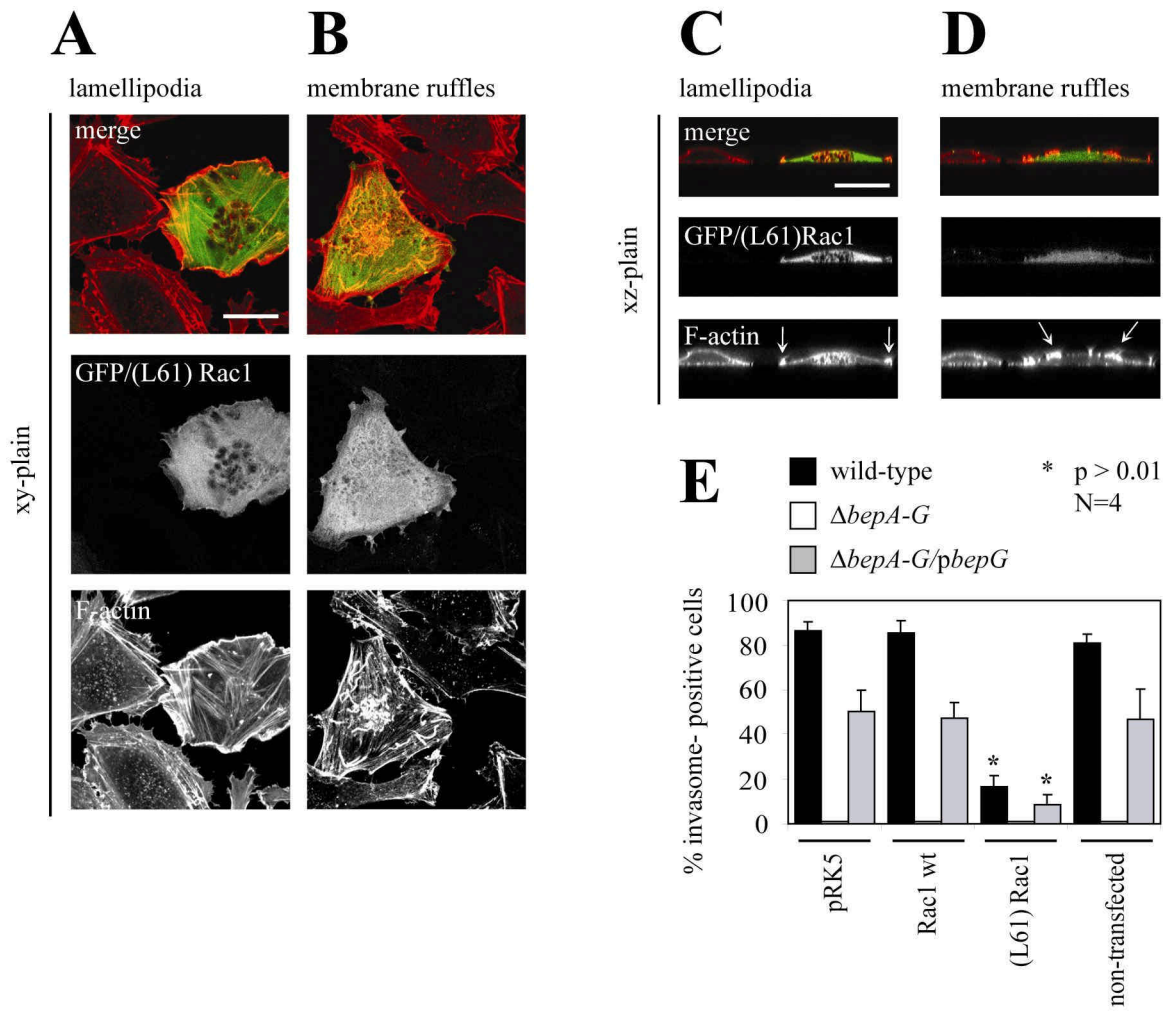 A
B
lamellipodia
membrane ruffles
xy-plain
merge
GFP/(L61) Rac1
F-actin
C
D
lamellipodia
membrane ruffles
xz-plain
merge
GFP/(L61)Rac1
F-actin
E
wild-type
ΔbepA-G
ΔbepA-G/pbepG
* p > 0.01
N=4
% invasome- positive cells
100
80
60
40
20
0
* *
pRK5
Rac1 wt
(L61) Rac1
non-transfected